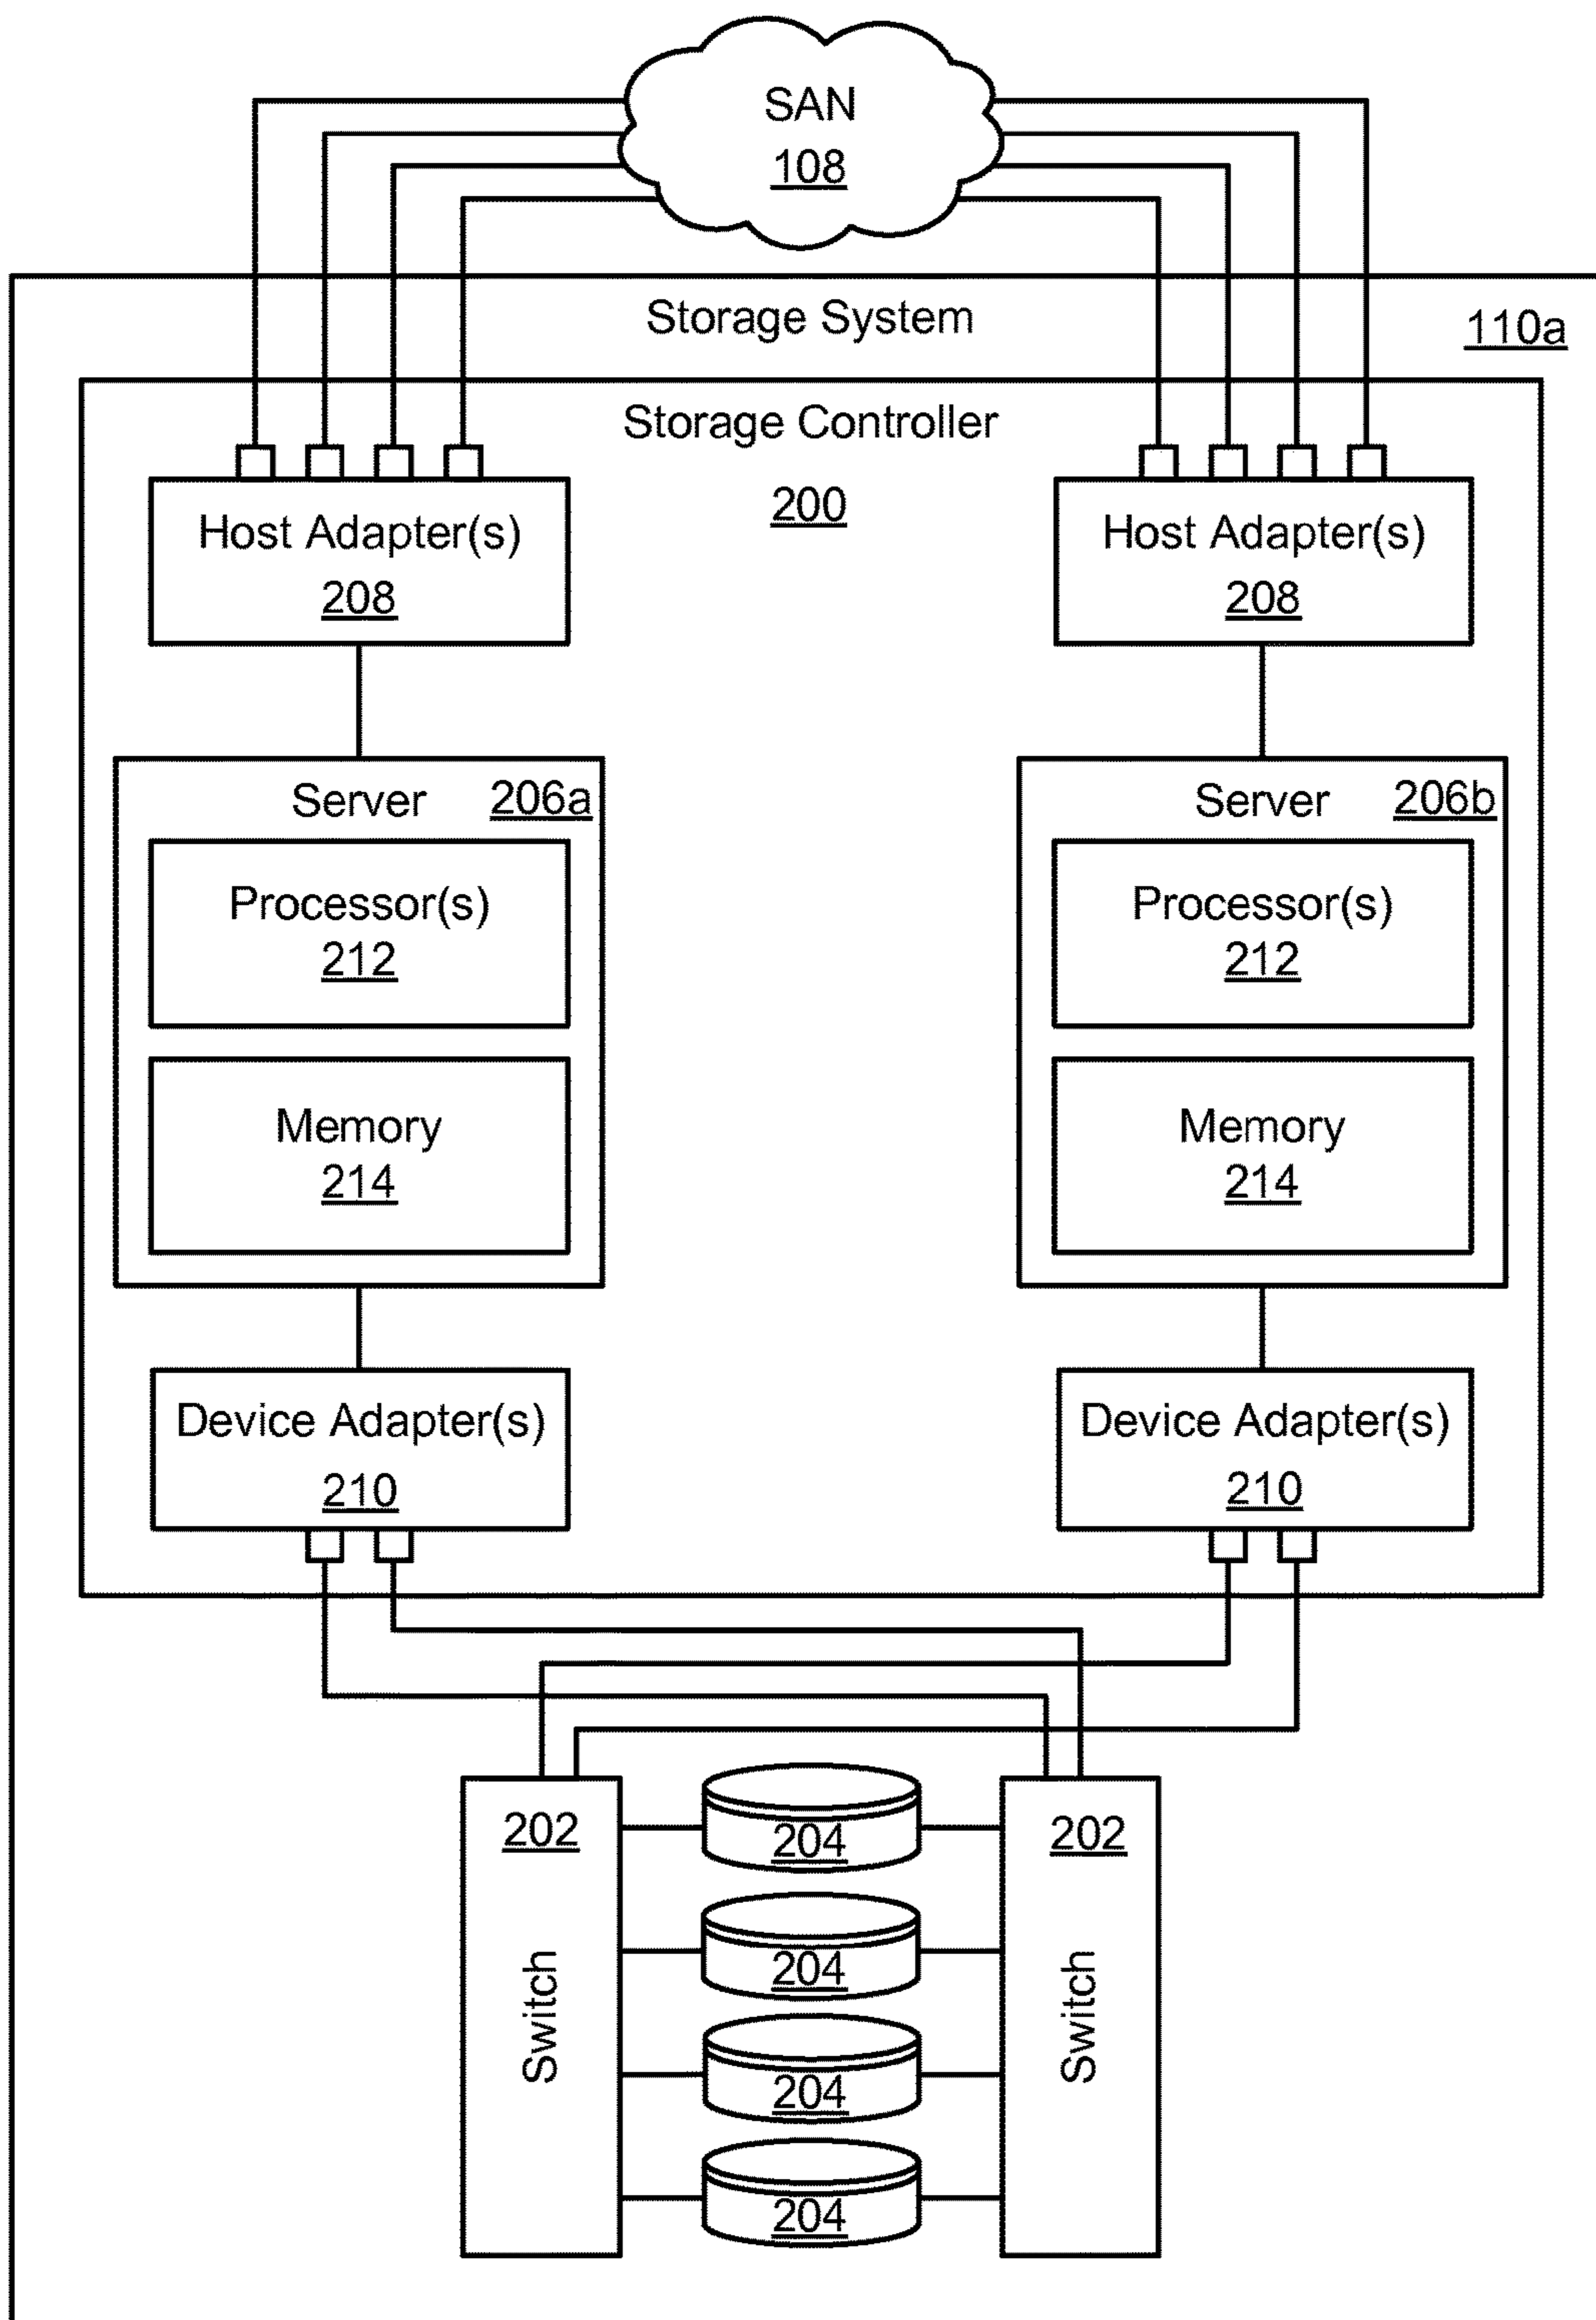 SAN
108
Storage System
110a
Storage Controller
200
Host Adapter(s)
208
Host Adapter(s)
208
Server
206a
Server
206b
Processor(s)
212
Processor(s)
212
Memory
214
Memory
214
Device Adapter(s)
210
Device Adapter(s)
210
202
Switch
204
204
204
204
202
Switch